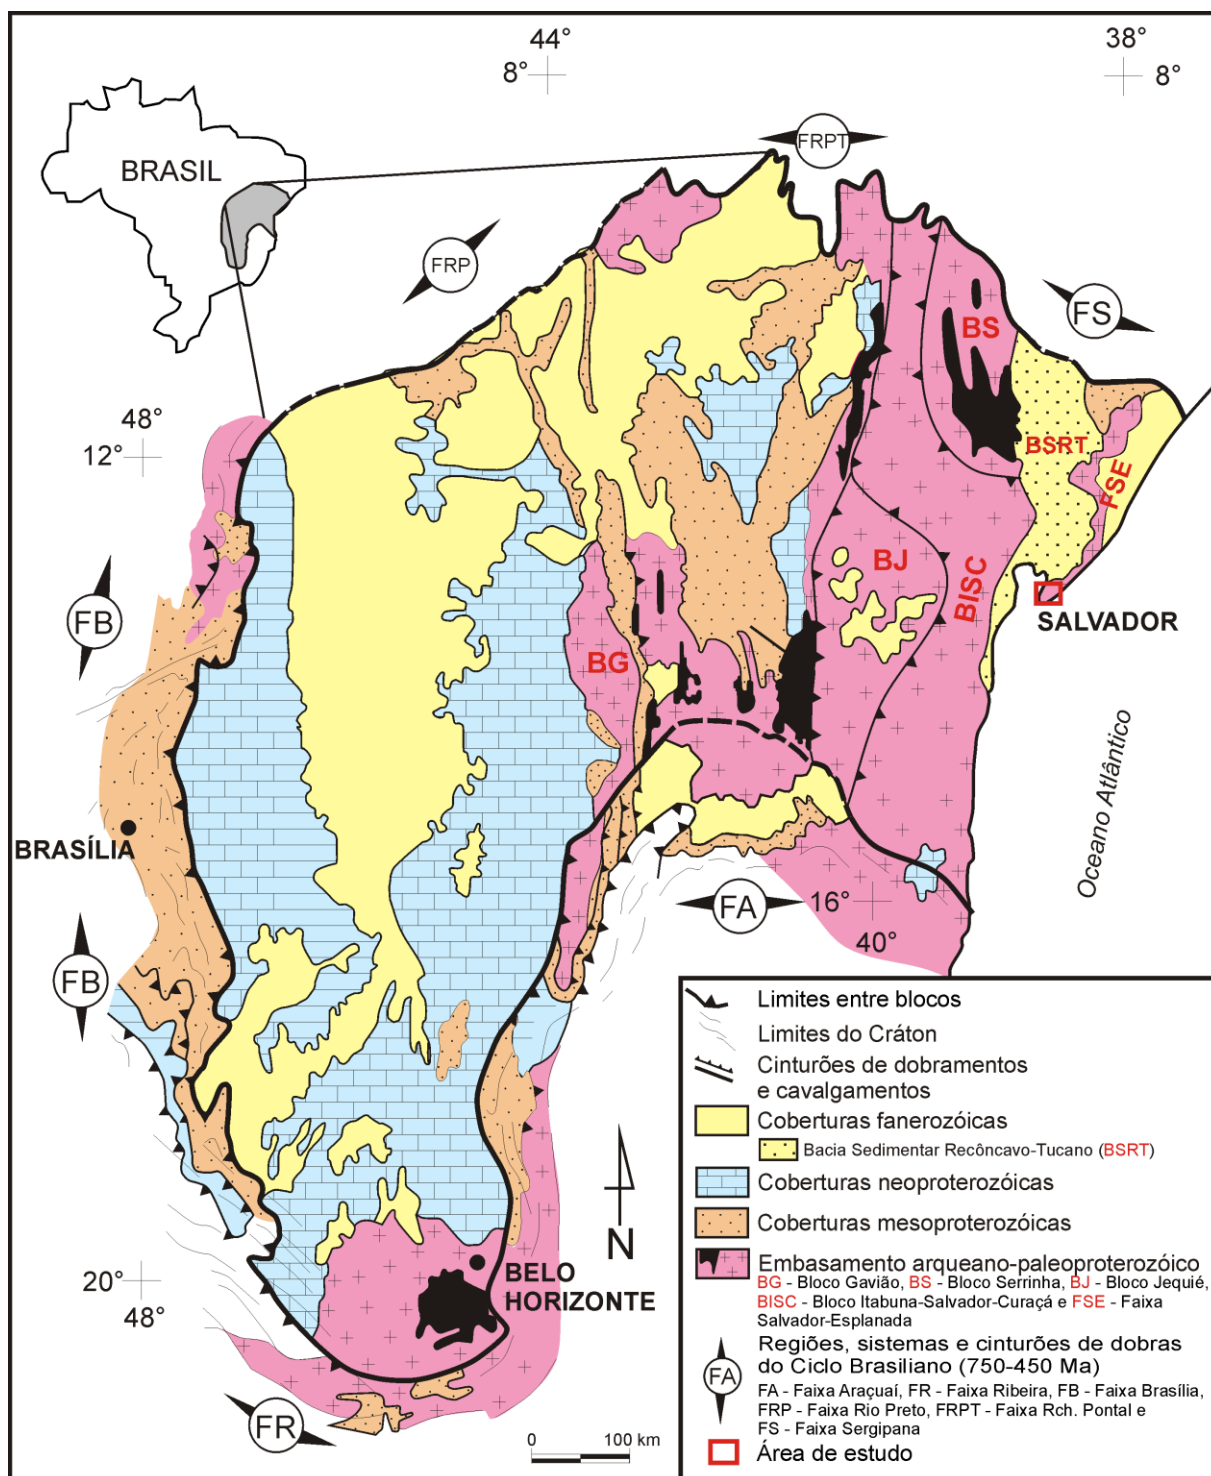 44°
38°
8°
8°
FRPT
BRASIL
FRP
FS
BS
48°
12°
BSRT
FSE
BJ
BISC
FB
SALVADOR
BG
Oceano Atlântico
BRASÍLIA
FA
16°
40°
FB
Limites entre blocos
Limites do Cráton
Cinturões de dobramentos
e cavalgamentos
Coberturas fanerozóicas
Bacia Sedimentar Recôncavo-Tucano (BSRT)
Coberturas neoproterozóicas
Coberturas mesoproterozóicas
Embasamento arqueano-paleoproterozóico
BG - Bloco Gavião, BS - Bloco Serrinha, BJ - Bloco Jequié,
BISC - Bloco Itabuna-Salvador-Curaçá e FSE - Faixa
Salvador-Esplanada
Regiões, sistemas e cinturões de dobras
do Ciclo Brasiliano (750-450 Ma)
FA
FA - Faixa Araçuaí, FR - Faixa Ribeira, FB - Faixa Brasília,
FRP - Faixa Rio Preto, FRPT - Faixa Rch. Pontal e
FS - Faixa Sergipana
Área de estudo
N
20°
48°
BELO
HORIZONTE
FR
0 100 km